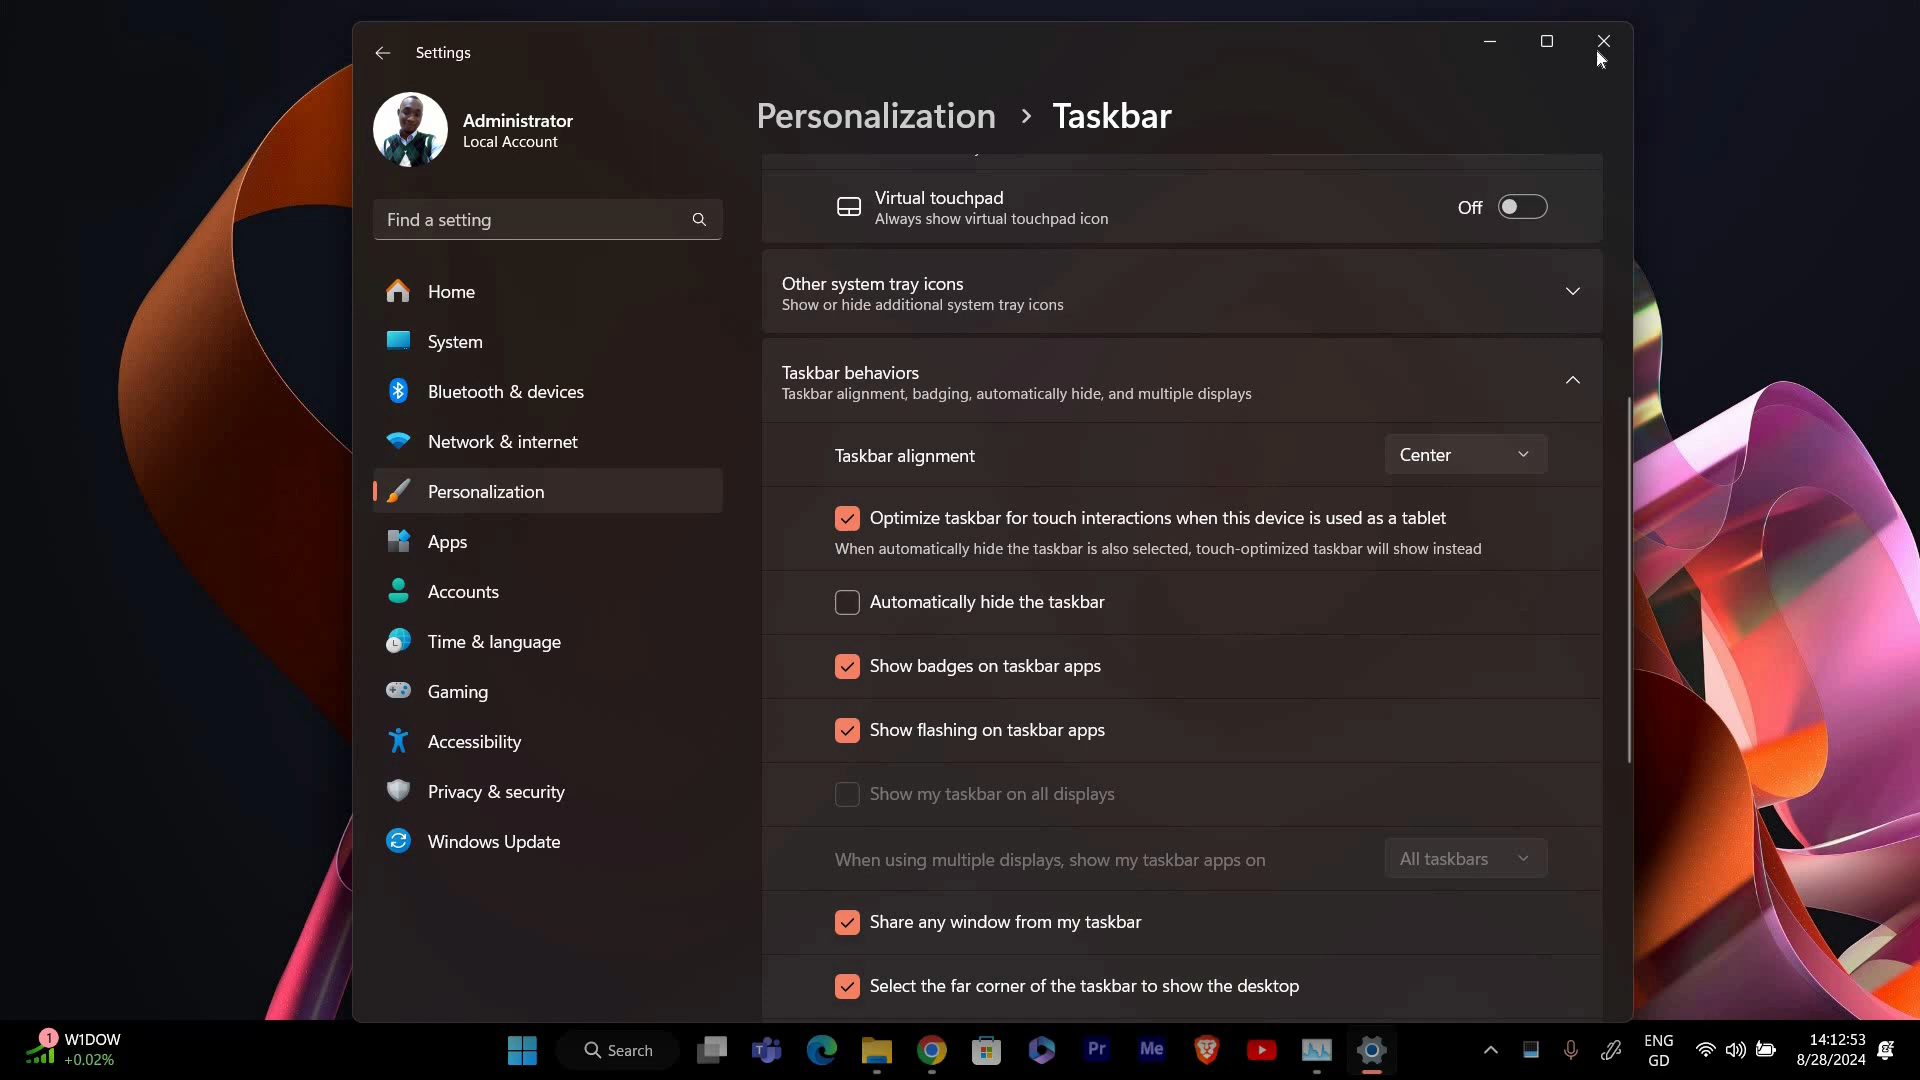 Settings
Administrator
Local Account
Find a setting
Home
System
Bluetooth & devices
Network & internet
Personalization
Apps
Accounts
Time & language
Gaming
Accessibility
Privacy & security
Windows Update
Personalization > Taskbar
Virtual touchpad
Always show virtual touchpad icon
Off
Other system tray icons
Show or hide additional system tray icons
Taskbar behaviors
Taskbar alignment, badging, automatically hide, and multiple displays
Taskbar alignment
Center
Optimize taskbar for touch interactions when this device is used as a tablet
When automatically hide the taskbar is also selected, touch-optimized taskbar will show instead
Automatically hide the taskbar
Show badges on taskbar apps
Show flashing on taskbar apps
Show my taskbar on all displays
When using multiple displays, show my taskbar apps on
All taskbars
Share any window from my taskbar
Select the far corner of the taskbar to show the desktop
1
W1DOW
+0.02%
Search
Pr
Me
ENG
GD
14:12:53
8/28/2024